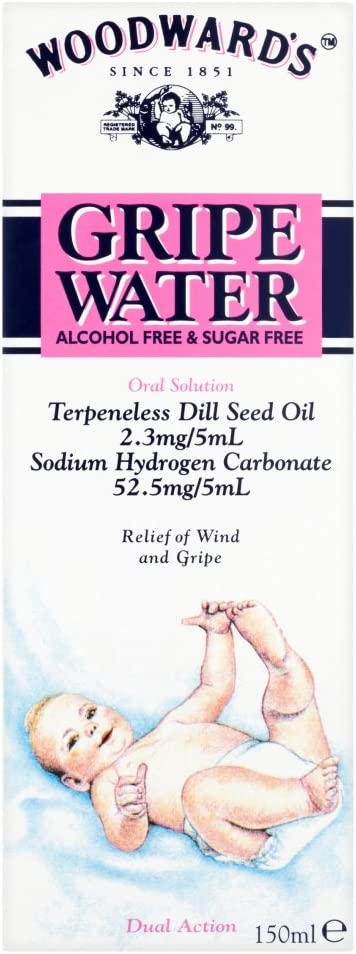 WOODWARD'S™
SINCE 1851
REGISTERED
TRADE MARK
Nº 99.
GRIPE
WATER
ALCOHOL FREE & SUGAR FREE
Oral Solution
Terpeneless Dill Seed Oil
2.3mg/5mL
Sodium Hydrogen Carbonate
52.5mg/5mL
Relief of Wind
and Gripe
Dual Action
150ml℮